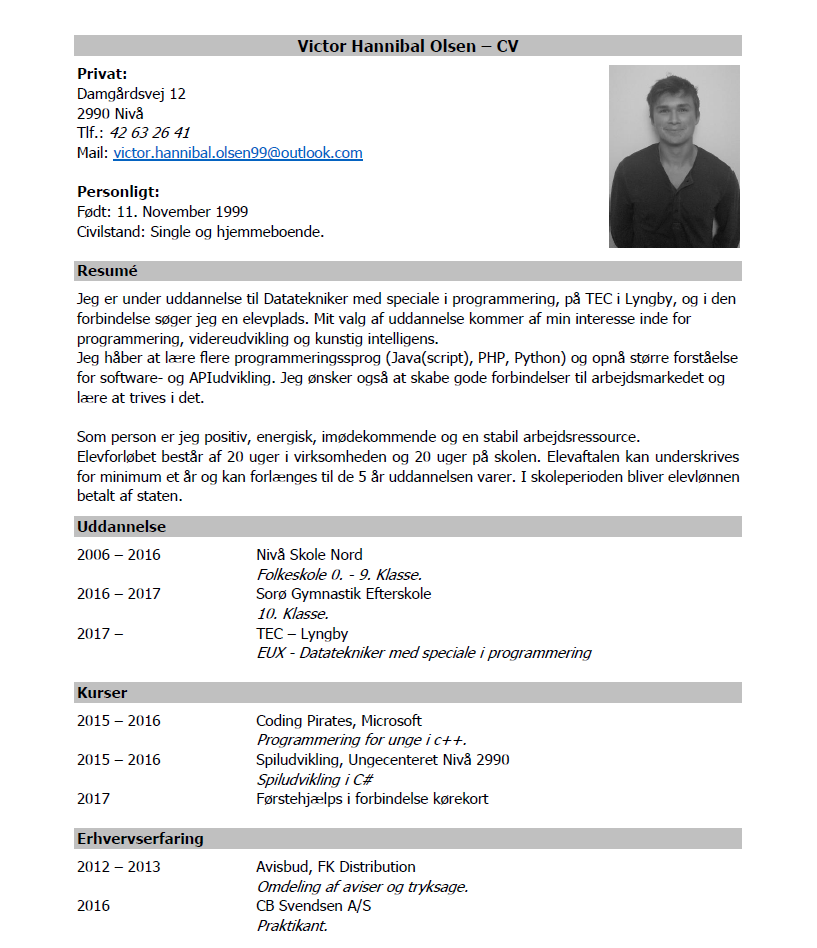 Victor Hannibal Olsen – CV
Privat:
Damgårdsvej 12
2990 Nivå
Tlf.: 42 63 26 41
Mail: victor.hannibal.olsen99@outlook.com
Personligt:
Født: 11. November 1999
Civilstand: Single og hjemmeboende.
Resumé
Jeg er under uddannelse til Datatekniker med speciale i programmering, på TEC i Lyngby, og i den
forbindelse søger jeg en elevplads. Mit valg af uddannelse kommer af min interesse inde for
programmering, videreudvikling og kunstig intelligens.
Jeg håber at lære flere programmeringssprog (Java(script), PHP, Python) og opnå større forståelse
for software- og APIudvikling. Jeg ønsker også at skabe gode forbindelser til arbejdsmarkedet og
lære at trives i det.
Som person er jeg positiv, energisk, imødekommende og en stabil arbejdsressource.
Elevforløbet består af 20 uger i virksomheden og 20 uger på skolen. Elevaftalen kan underskrives
for minimum et år og kan forlænges til de 5 år uddannelsen varer. I skoleperioden bliver elevlønnen
betalt af staten.
Uddannelse
2006 – 2016 Nivå Skole Nord
Folkeskole 0. - 9. Klasse.
2016 – 2017 Sorø Gymnastik Efterskole
10. Klasse.
2017 – TEC – Lyngby
EUX - Datatekniker med speciale i programmering
Kurser
2015 – 2016 Coding Pirates, Microsoft
Programmering for unge i c++.
2015 – 2016 Spiludvikling, Ungecenteret Nivå 2990
Spiludvikling i C#
2017 Førstehjælps i forbindelse kørekort
Erhvervserfaring
2012 – 2013 Avisbud, FK Distribution
Omdeling af aviser og tryksage.
2016 CB Svendsen A/S
Praktikant.